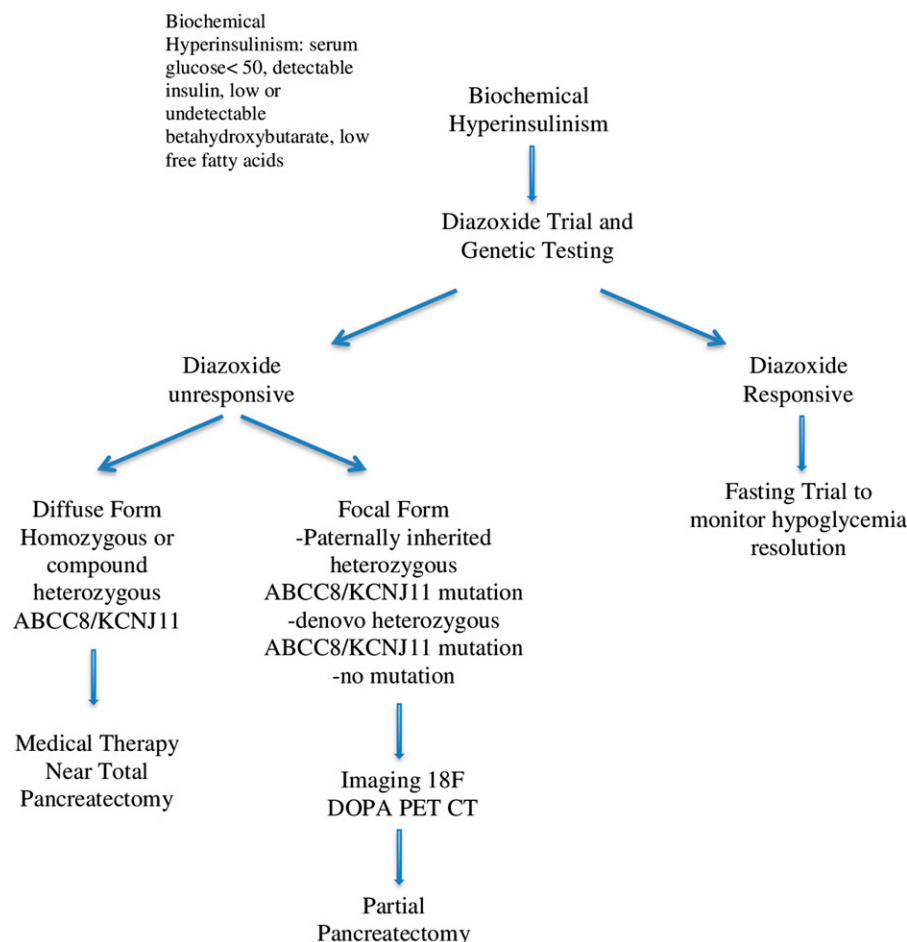 Biochemical
Hyperinsulinism: serum
glucose< 50, detectable
insulin, low or
undetectable
betahydroxybutarate, low
free fatty acids
Biochemical
Hyperinsulinism
Diazoxide Trial and
Genetic Testing
Diazoxide
unresponsive
Diazoxide
Responsive
Diffuse Form
Homozygous or
compound
heterozygous
ABCC8/KCNJ11
Focal Form
-Paternally inherited
heterozygous
ABCC8/KCNJ11 mutation
-denovo heterozygous
ABCC8/KCNJ11 mutation
-no mutation
Fasting Trial to
monitor hypoglycemia
resolution
Medical Therapy
Near Total
Pancreatectomy
Imaging 18F
DOPA PET CT
Partial
Pancreatectomy